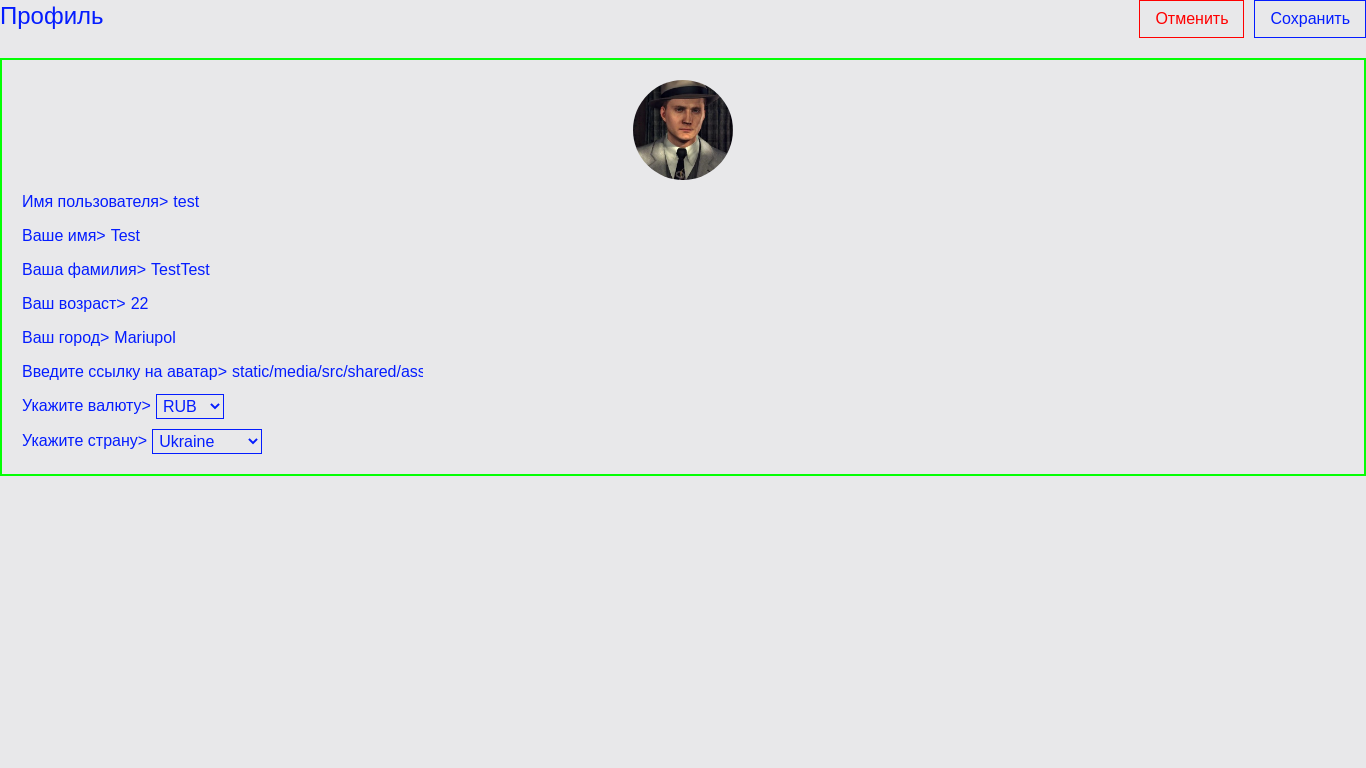 Профиль
Отменить Сохранить
Имя пользователя> test
Ваше имя> Test
Ваша фамилия> TestTest
Ваш возраст> 22
Ваш город> Mariupol
Введите ссылку на аватар> static/media/src/shared/ass
Укажите валюту> RUB
Укажите страну> Ukraine